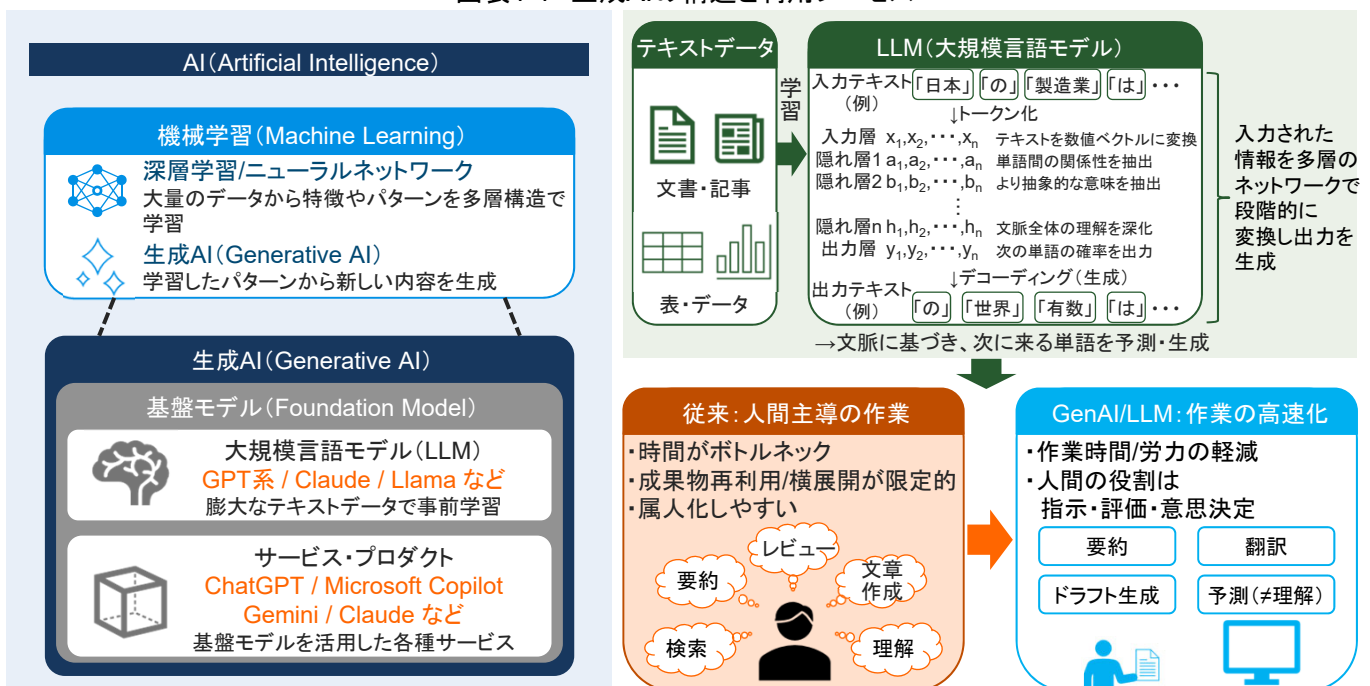 AI(Artificial Intelligence)
機械学習(Machine Learning)
深層学習/ニューラルネットワーク
大量のデータから特徴やパターンを多層構造で
学習
生成AI(Generative AI)
学習したパターンから新しい内容を生成
生成AI(Generative AI)
基盤モデル(Foundation Model)
大規模言語モデル(LLM)
GPT系 / Claude / Llama など
膨大なテキストデータで事前学習
サービス・プロダクト
ChatGPT / Microsoft Copilot
Gemini / Claude など
基盤モデルを活用した各種サービス
テキストデータ
文書・記事
表・データ
学習
LLM(大規模言語モデル)
入力テキスト 「日本」 「の」 「製造業」 「は」 ・・・
(例)
↓トークン化
入力層 x₁,x₂,・・・,xₙ テキストを数値ベクトルに変換
隠れ層1 a₁,a₂,・・・,aₙ 単語間の関係性を抽出
隠れ層2 b₁,b₂,・・・,bₙ より抽象的な意味を抽出
⋮
隠れ層n h₁,h₂,・・・,hₙ 文脈全体の理解を深化
出力層 y₁,y₂,・・・,yₙ 次の単語の確率を出力
↓デコーディング(生成)
出力テキスト
(例) 「の」 「世界」 「有数」 「は」 ・・・
入力された
情報を多層の
ネットワークで
段階的に
変換し出力を
生成
→文脈に基づき、次に来る単語を予測・生成
従来:人間主導の作業
・時間がボトルネック
・成果物再利用/横展開が限定的
・属人化しやすい
レビュー
要約
文章
作成
検索
理解
GenAI/LLM:作業の高速化
・作業時間/労力の軽減
・人間の役割は
指示・評価・意思決定
要約
翻訳
ドラフト生成
予測(≠理解)